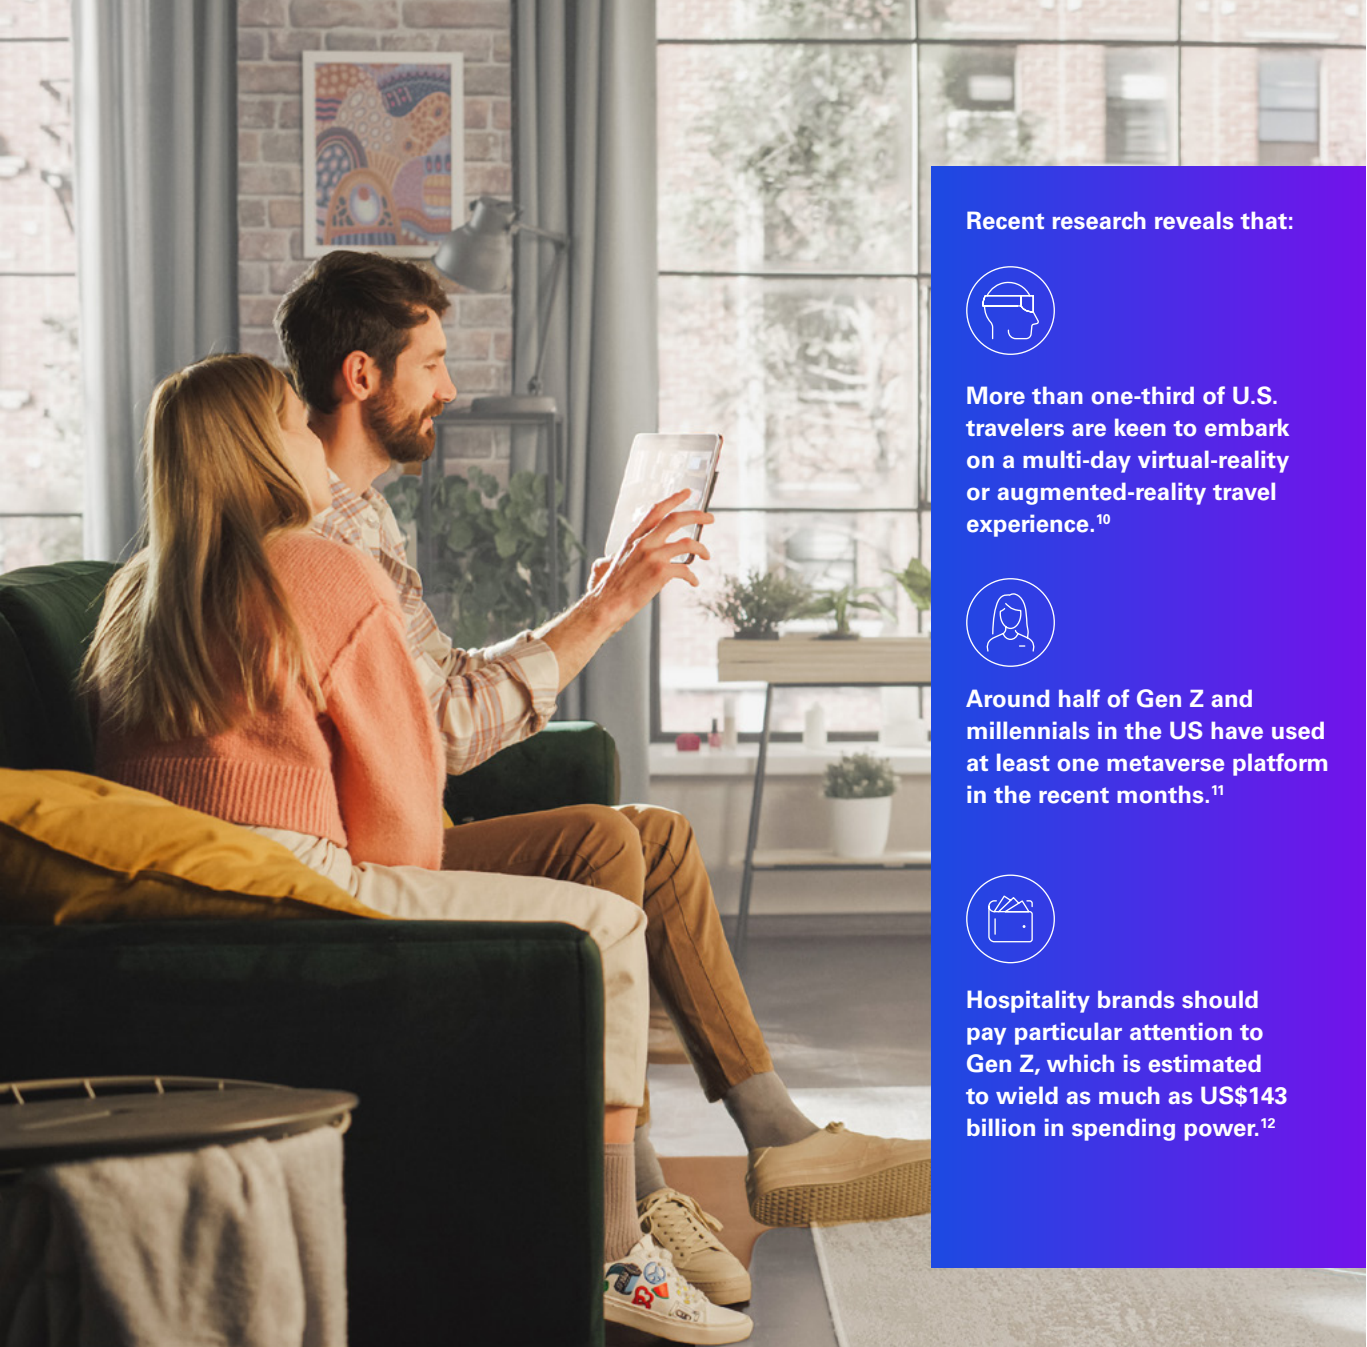 Recent research reveals that:
More than one-third of U.S.
travelers are keen to embark
on a multi-day virtual-reality
or augmented-reality travel
experience.¹⁰
Around half of Gen Z and
millennials in the US have used
at least one metaverse platform
in the recent months.¹¹
Hospitality brands should
pay particular attention to
Gen Z, which is estimated
to wield as much as US$143
billion in spending power.¹²